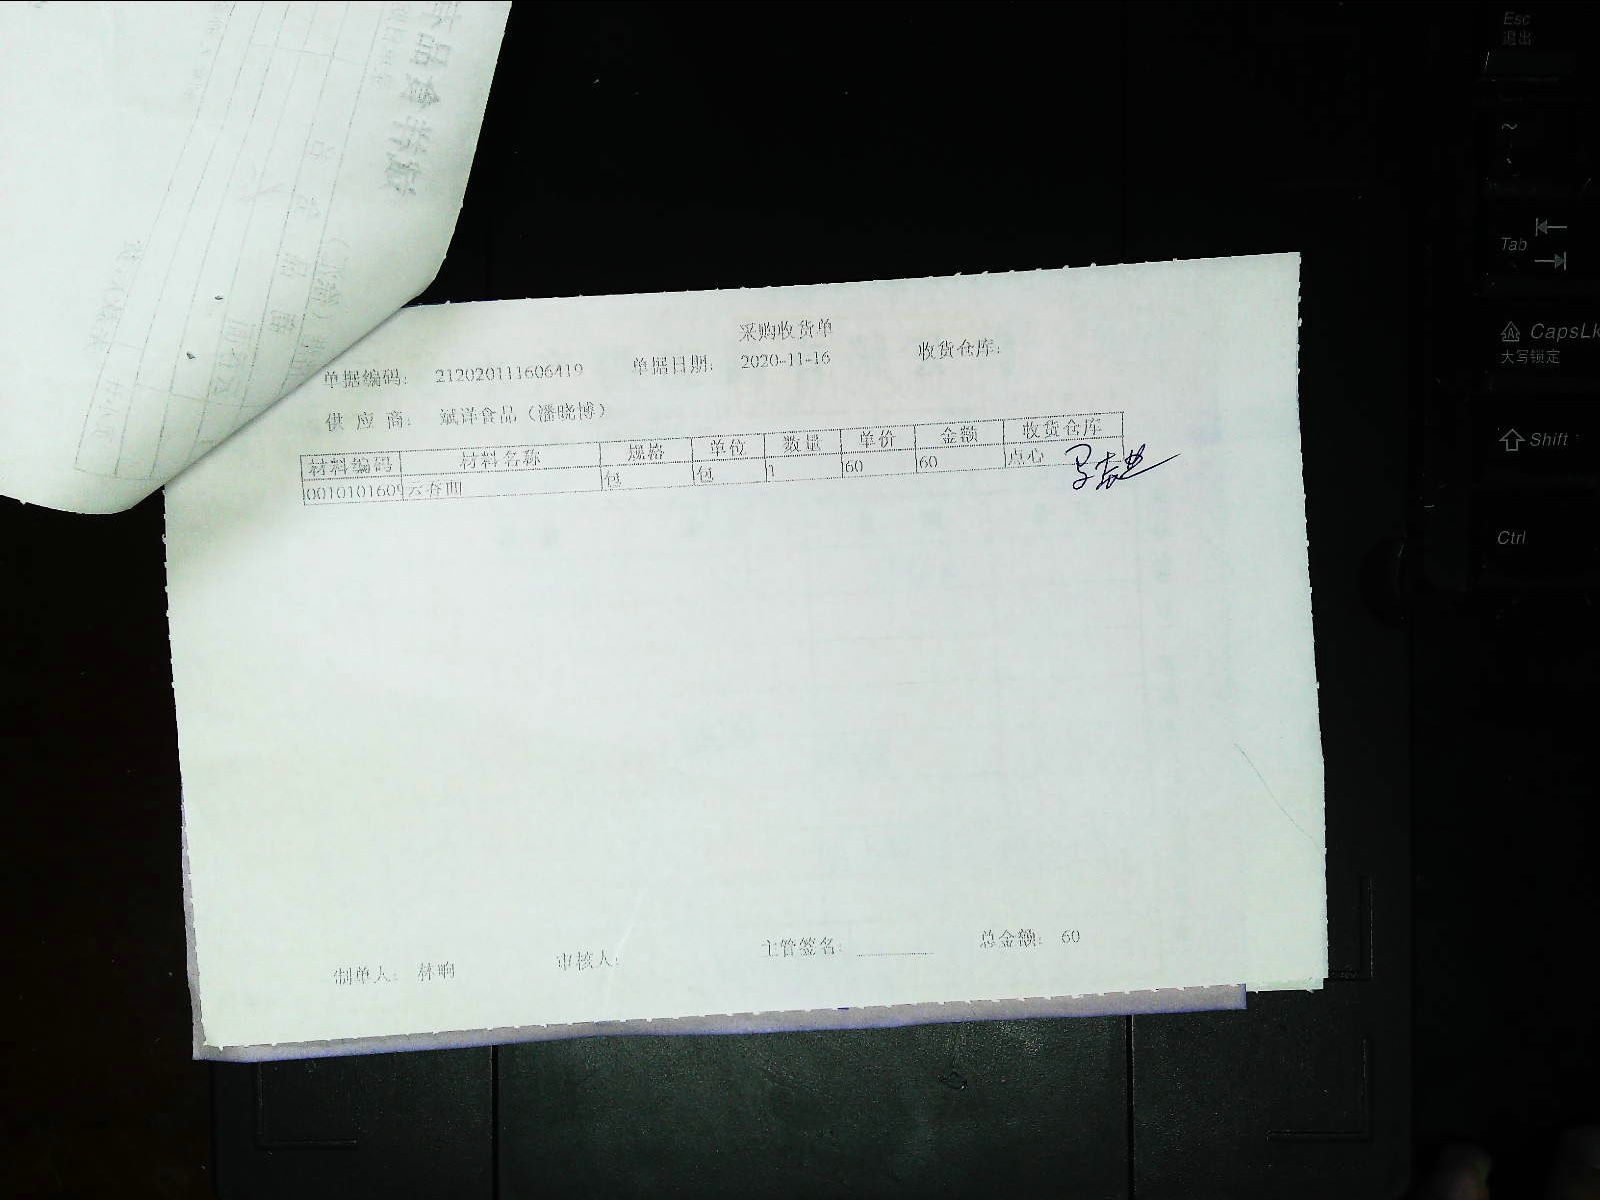 采购收货单
单据编码: 212020111606419 单据日期: 2020-11-16 收货仓库:
供 应 商: 斌洋食品(潘晓博)
材料编码 材料名称 规格 单位 数量 单价 金额 收货仓库
0010101609 云吞面 包 包 1 60 60 点心
制单人: 林晌 审核人: 主管签名: 总金额: 60
Esc
退出
~
Tab
CapsLk
大写锁定
Shift
Ctrl